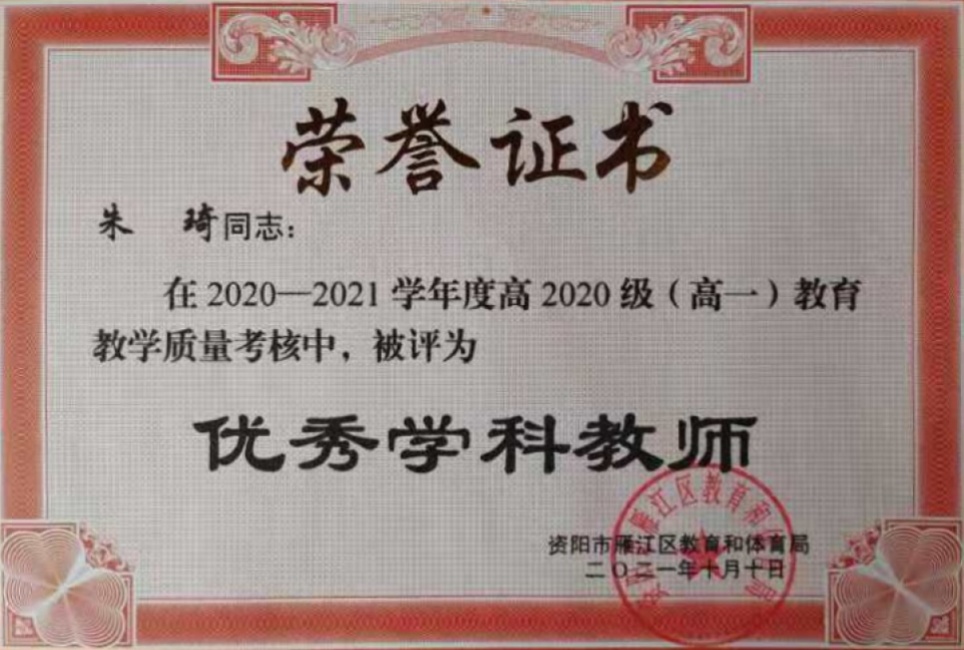 荣誉证书
朱 琦同志：
在2020—2021学年度高2020级（高一）教育
教学质量考核中，被评为
优秀学科教师
资阳市雁江区教育和体育局
二〇二一年十月十日